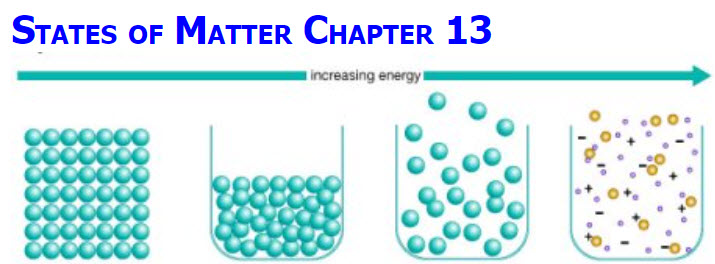 STATES OF MATTER CHAPTER 13
increasing energy